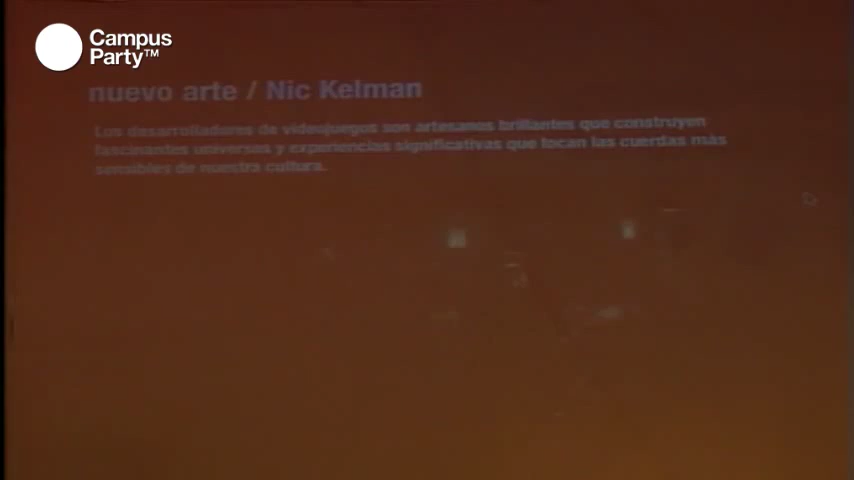 Campus
Party™
nuevo arte / Nic Kelman
Los desarrolladores de videojuegos son artesanos brillantes que construyen
fascinantes universos y experiencias significativas que tocan las cuerdas más
sensibles de nuestra cultura.